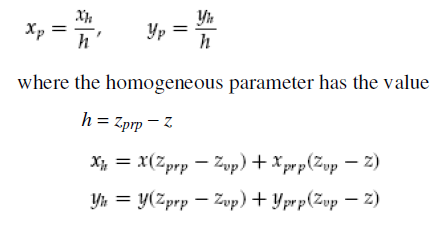 x_p = x_h / h, y_p = y_h / h
where the homogeneous parameter has the value
h = z_prp − z
x_h = x(z_prp − z_vp) + x_prp(z_vp − z)
y_h = y(z_prp − z_vp) + y_prp(z_vp − z)